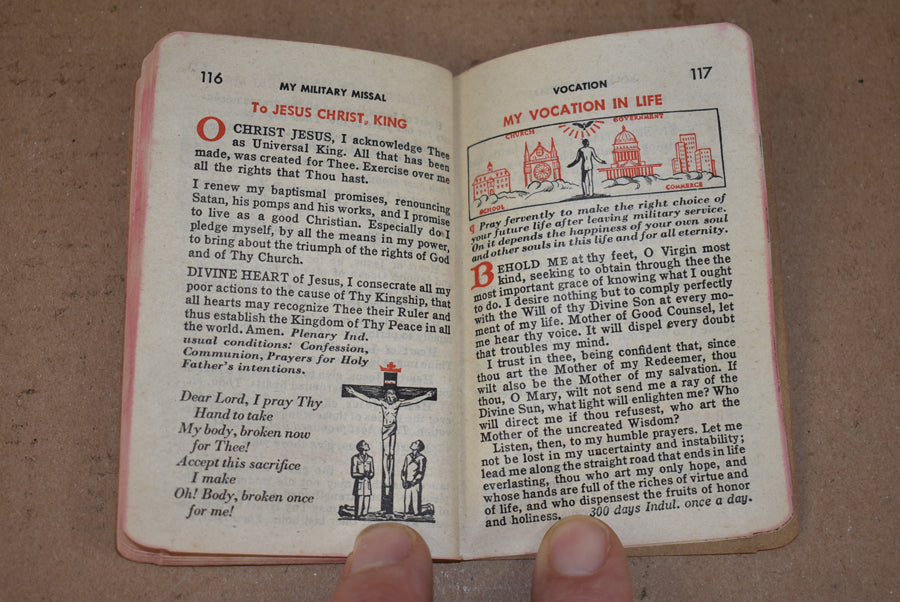 116
MY MILITARY MISSAL
To JESUS CHRIST, KING
O CHRIST JESUS, I acknowledge Thee
as Universal King. All that has been
made, was created for Thee. Exercise over me
all the rights that Thou hast.
I renew my baptismal promises, renouncing
Satan, his pomps and his works, and I promise
to live as a good Christian. Especially do I
pledge myself, by all the means in my power,
to bring about the triumph of the rights of God
and of Thy Church.
DIVINE HEART of Jesus, I consecrate all my
poor actions to the cause of Thy Kingship, that
all hearts may recognize Thee their Ruler and
thus establish the Kingdom of Thy Peace in all
the world. Amen. Plenary Ind.
usual conditions: Confession,
Communion, Prayers for Holy
Father's intentions.
Dear Lord, I pray Thy
Hand to take
My body, broken now
for Thee!
Accept this sacrifice
I make
Oh! Body, broken once
for me!
VOCATION
117
MY VOCATION IN LIFE
CHURCH
GOVERNMENT
SCHOOL
COMMERCE
¶ Pray fervently to make the right choice of
your future life after leaving military service.
On it depends the happiness of your own soul
and other souls in this life and for all eternity.
BEHOLD ME at thy feet, O Virgin most
kind, seeking to obtain through thee the
most important grace of knowing what I ought
to do. I desire nothing but to comply perfectly
with the Will of thy Divine Son at every mo-
ment of my life. Mother of Good Counsel, let
me hear thy voice. It will dispel every doubt
that troubles my mind.
I trust in thee, being confident that, since
thou art the Mother of my Redeemer, thou
wilt also be the Mother of my salvation. If
thou, O Mary, wilt not send me a ray of the
Divine Sun, what light will enlighten me? Who
will direct me if thou refusest, who art the
Mother of the uncreated Wisdom?
Listen, then, to my humble prayers. Let me
not be lost in my uncertainty and instability;
lead me along the straight road that ends in life
everlasting, thou who art my only hope, and
whose hands are full of the riches of virtue and
of life, and who dispensest the fruits of honor
and holiness. 300 days Indul. once a day.